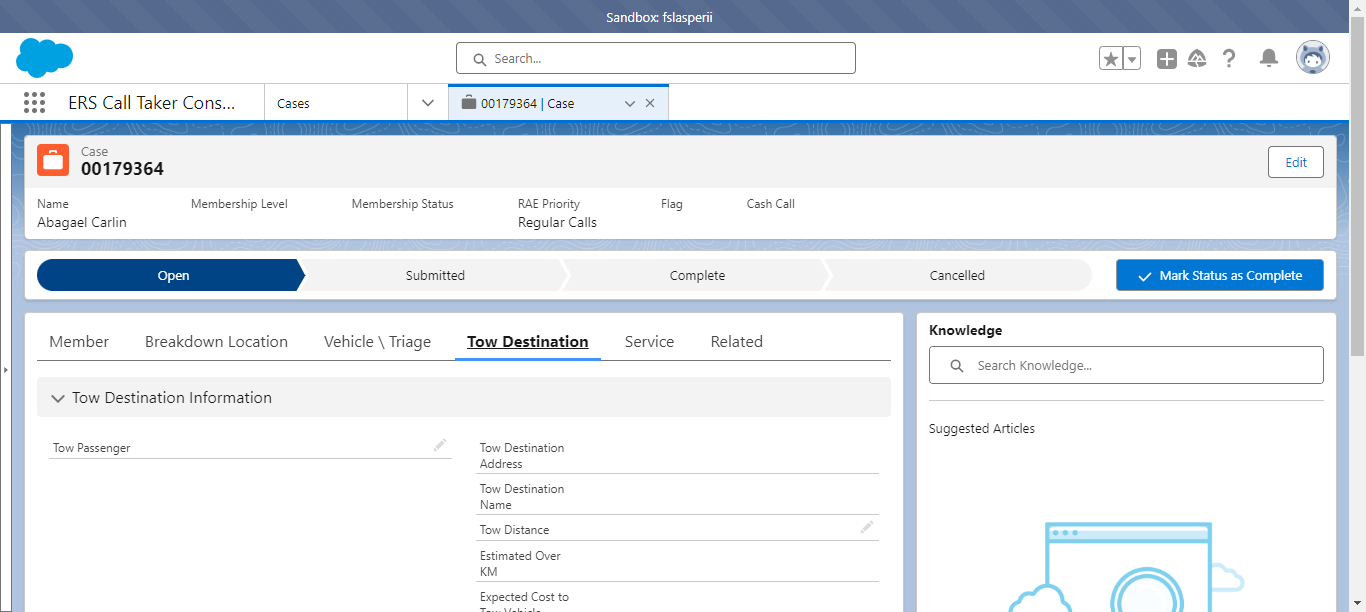 Sandbox: fslasperii
Search...
ERS Call Taker Cons...
Cases
00179364 | Case
Case
00179364
Edit
Name
Membership Level
Membership Status
RAE Priority
Flag
Cash Call
Abagael Carlin
Regular Calls
Open
Submitted
Complete
Cancelled
Mark Status as Complete
Member
Breakdown Location
Vehicle \ Triage
Tow Destination
Service
Related
Tow Destination Information
Tow Passenger
Tow Destination
Address
Tow Destination
Name
Tow Distance
Estimated Over
KM
Expected Cost to
Tow Vehicle
Knowledge
Search Knowledge...
Suggested Articles